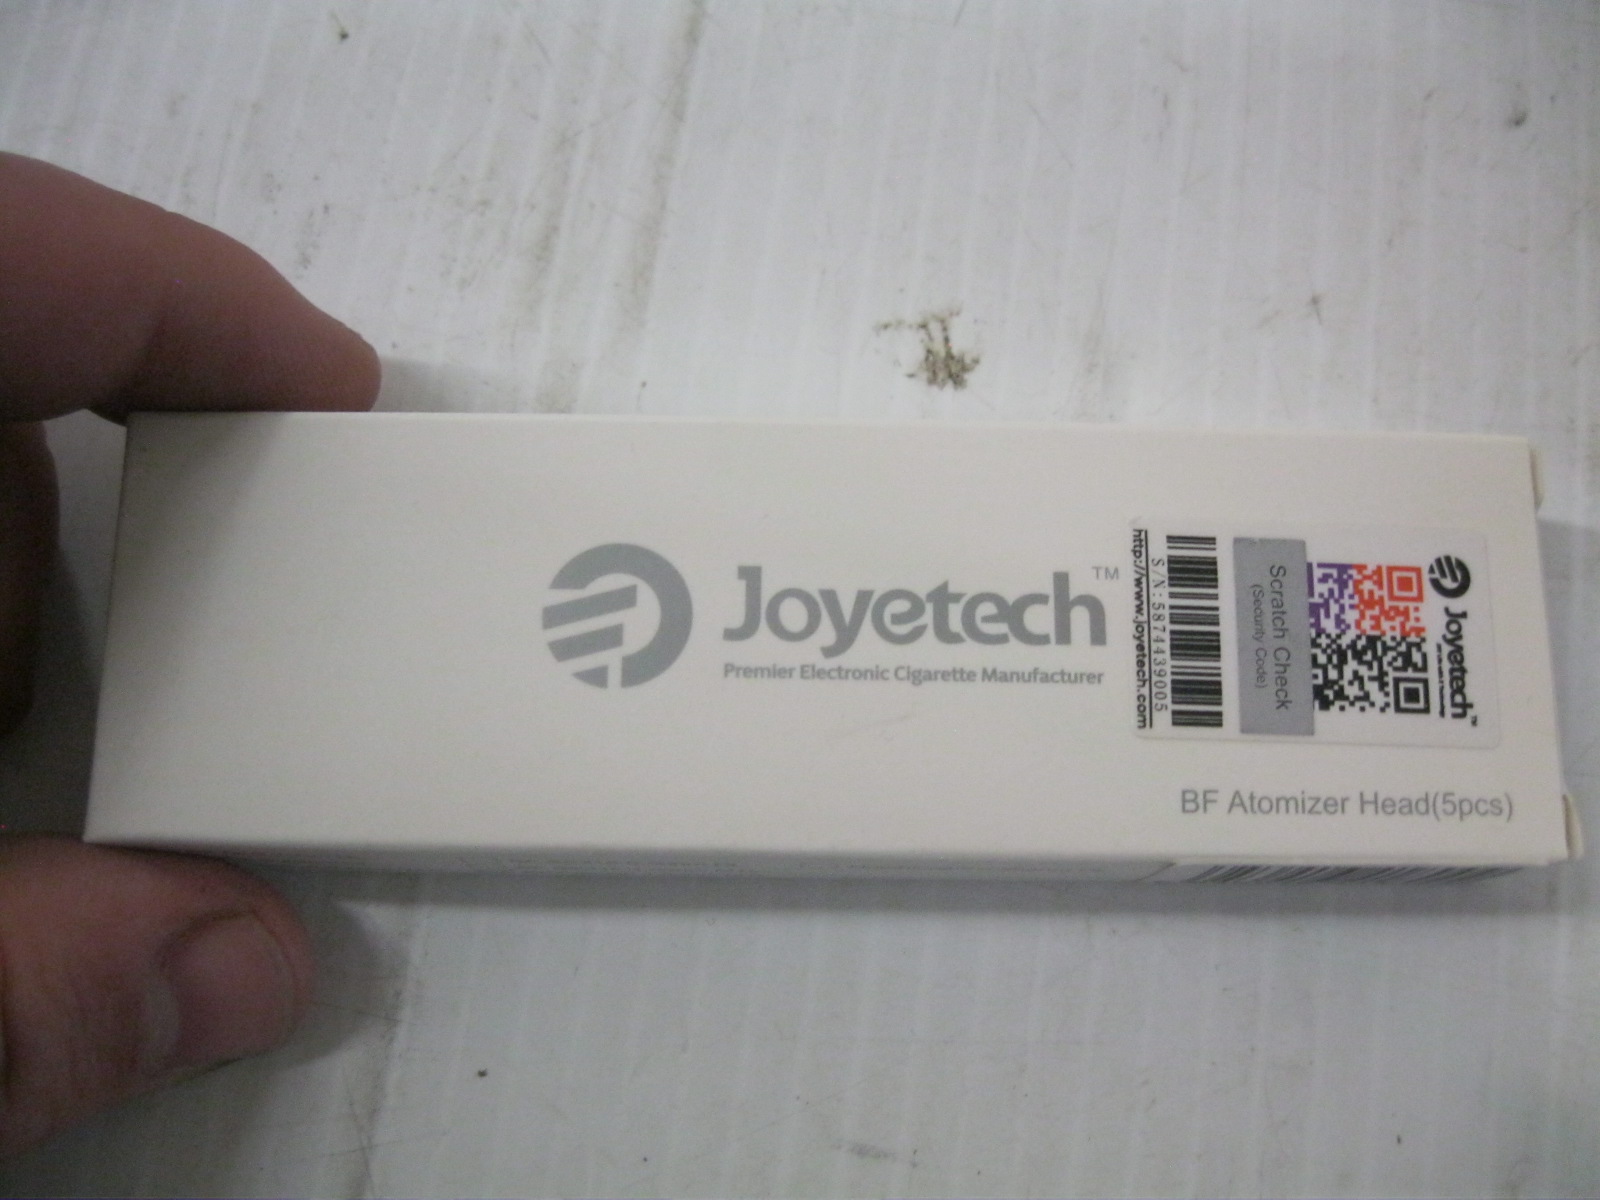 Joyetech™
Premier Electronic Cigarette Manufacturer
Joyetech™
Scratch Check
(Security Code)
S/N:5874439005
http://www.joyetech.com
BF Atomizer Head(5pcs)